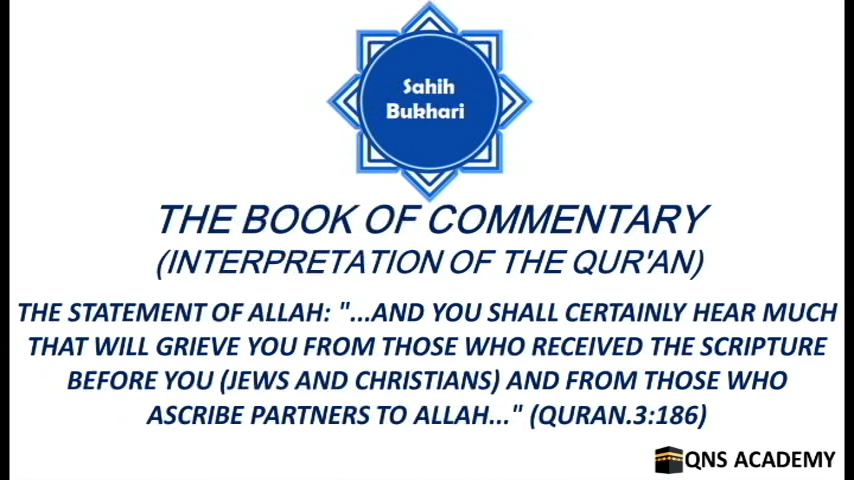 Sahih
Bukhari
THE BOOK OF COMMENTARY
(INTERPRETATION OF THE QUR'AN)
THE STATEMENT OF ALLAH: "...AND YOU SHALL CERTAINLY HEAR MUCH
THAT WILL GRIEVE YOU FROM THOSE WHO RECEIVED THE SCRIPTURE
BEFORE YOU (JEWS AND CHRISTIANS) AND FROM THOSE WHO
ASCRIBE PARTNERS TO ALLAH..." (QURAN.3:186)
QNS ACADEMY